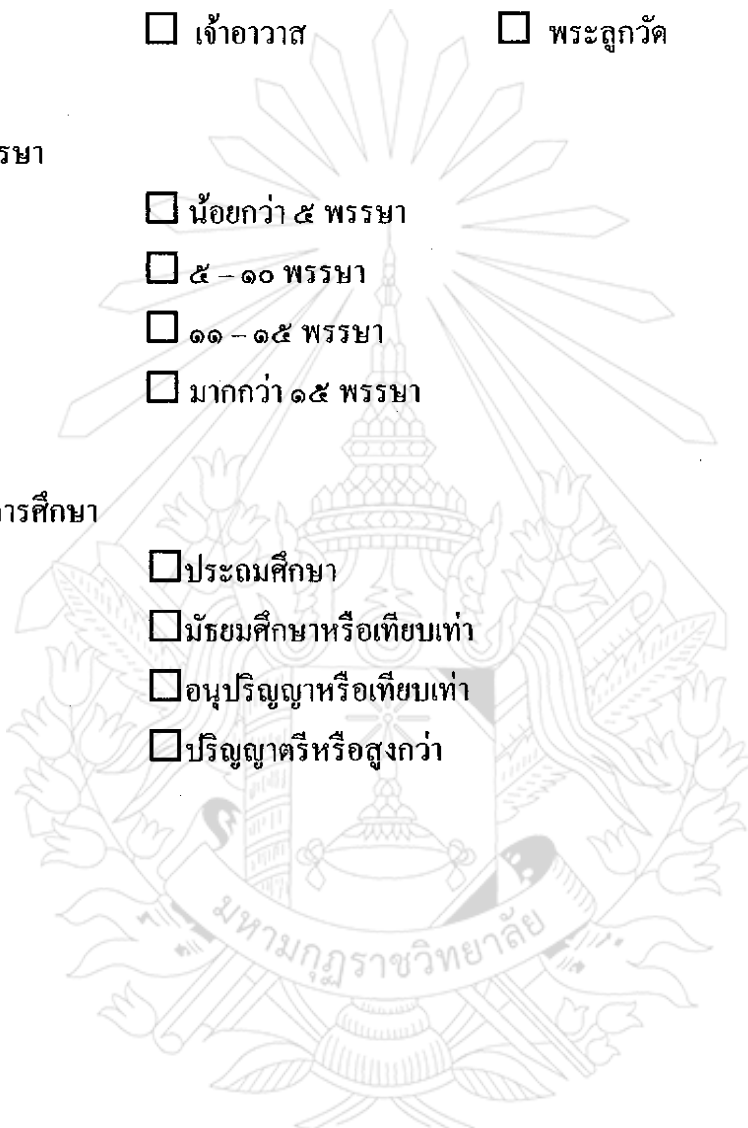 ☐ เจ้าอาวาส ☐ พระลูกวัด
รรษา
☐ น้อยกว่า ๕ พรรษา
☐ ๕ – ๑๐ พรรษา
☐ ๑๑ – ๑๕ พรรษา
☐ มากกว่า ๑๕ พรรษา
การศึกษา
☐ ประถมศึกษา
☐ มัธยมศึกษาหรือเทียบเท่า
☐ อนุปริญญาหรือเทียบเท่า
☐ ปริญญาตรีหรือสูงกว่า
มหามกุฏราชวิทยาลัย